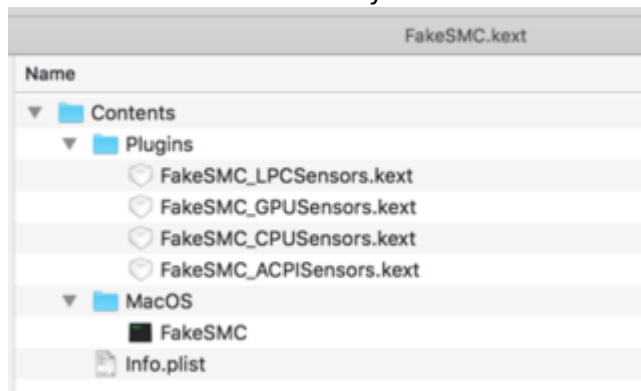 FakeSMC.kext
Name
Contents
Plugins
FakeSMC_LPCSensors.kext
FakeSMC_GPUSensors.kext
FakeSMC_CPUSensors.kext
FakeSMC_ACPISensors.kext
MacOS
FakeSMC
Info.plist